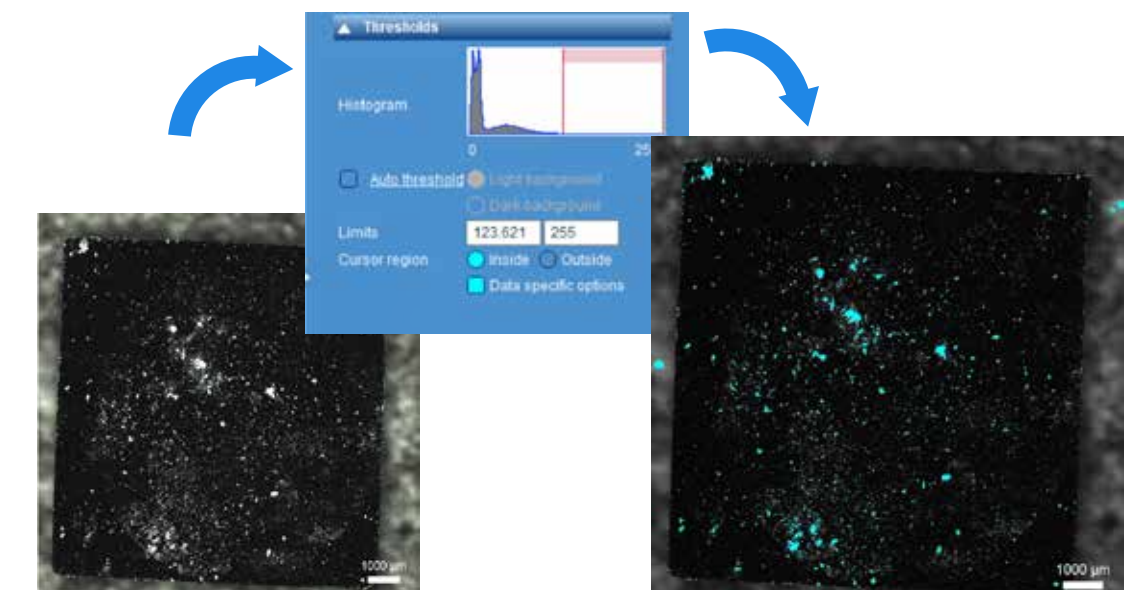 Thresholds
Histogram
0 25
Auto threshold Light background
Dark background
Limits 123.621 255
Cursor region Inside Outside
Data specific options
1000 µm
1000 µm